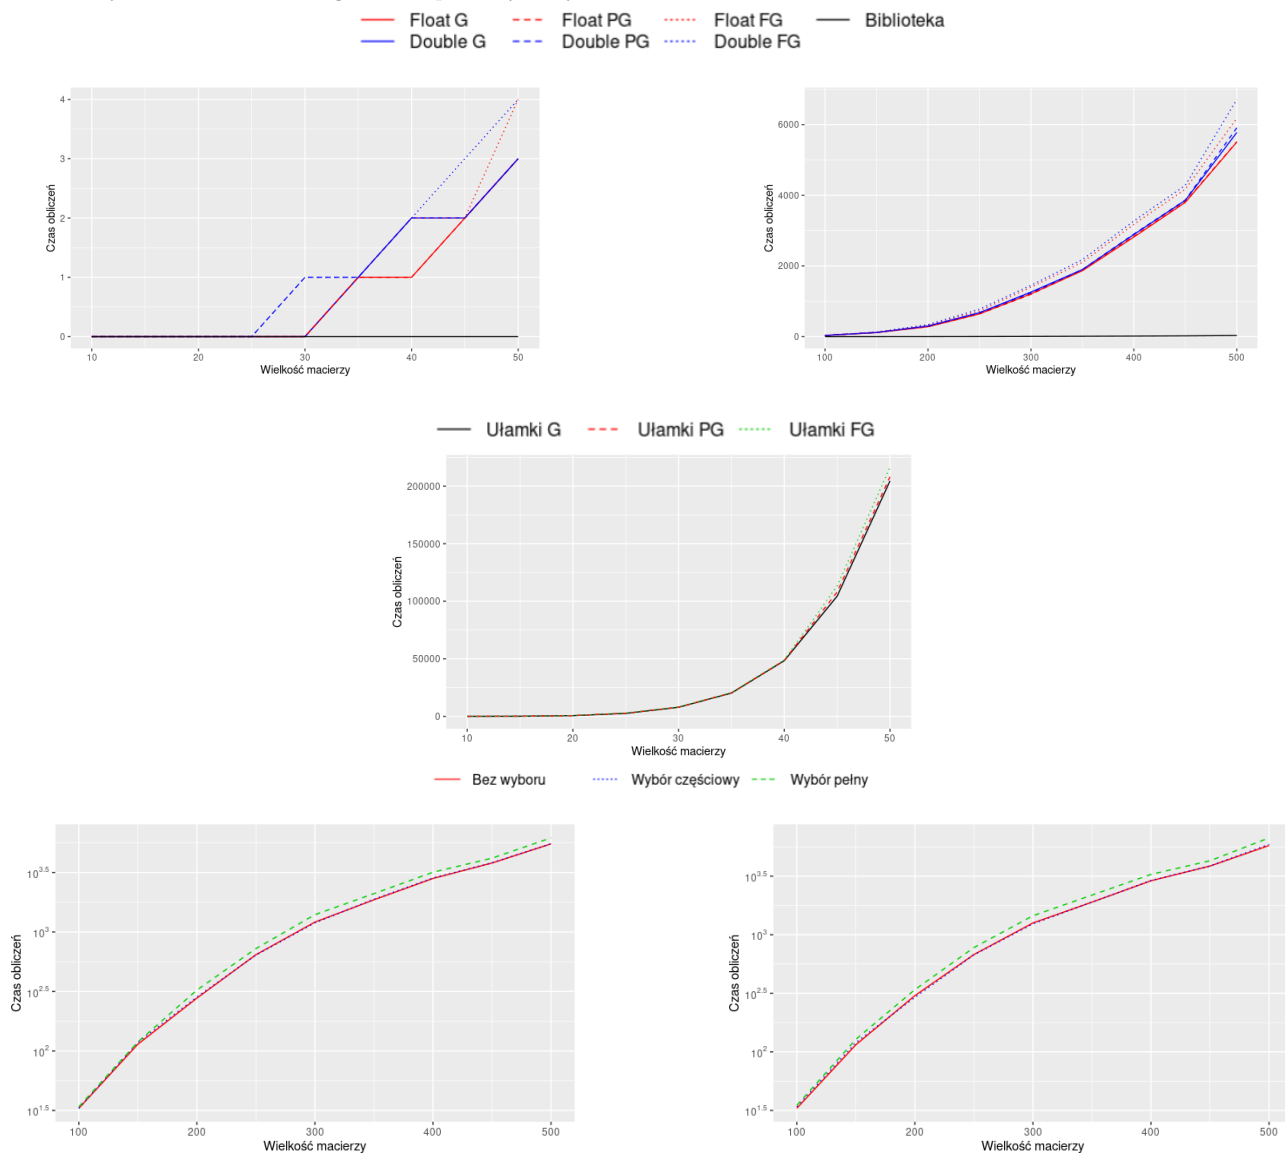 Float G Float PG Float FG Biblioteka
Double G Double PG Double FG
4
3
2
1
0
Czas obliczeń
10 20 30 40 50
Wielkość macierzy
6000
4000
2000
0
Czas obliczeń
100 200 300 400 500
Wielkość macierzy
Ułamki G Ułamki PG Ułamki FG
200000
150000
100000
50000
0
Czas obliczeń
10 20 30 40 50
Wielkość macierzy
Bez wyboru Wybór częściowy Wybór pełny
10^3.5
10^3
10^2.5
10^2
10^1.5
Czas obliczeń
100 200 300 400 500
Wielkość macierzy
10^3.5
10^3
10^2.5
10^2
10^1.5
Czas obliczeń
100 200 300 400 500
Wielkość macierzy